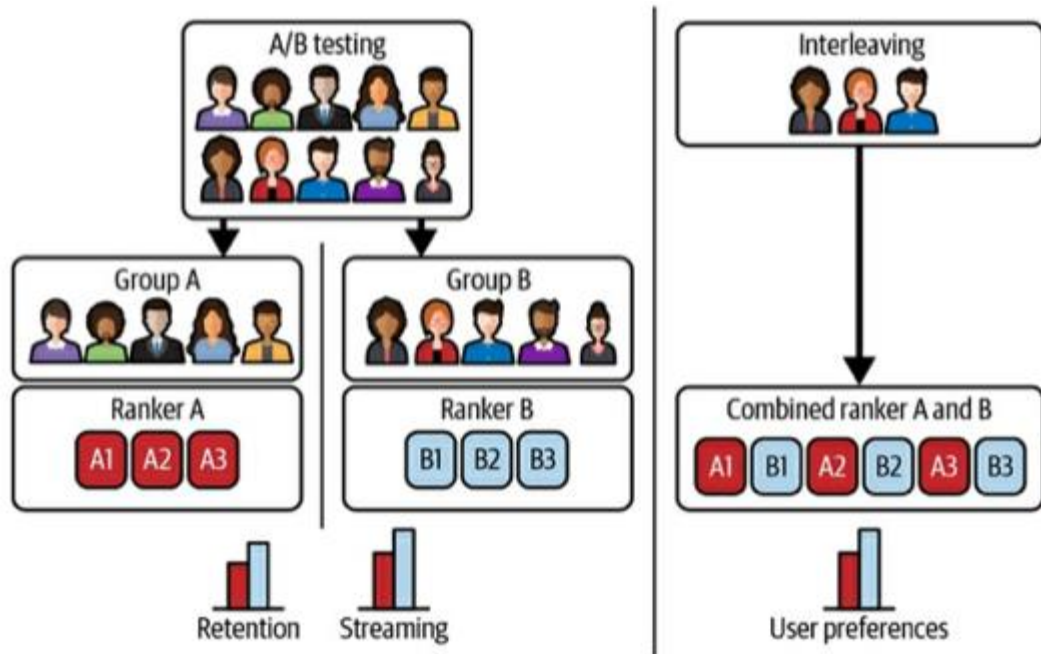 A/B testing
Group A
Group B
Ranker A
A1 A2 A3
Ranker B
B1 B2 B3
Retention
Streaming
Interleaving
Combined ranker A and B
A1 B1 A2 B2 A3 B3
User preferences